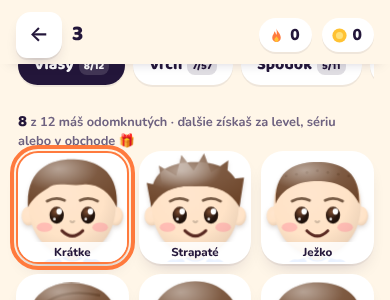 3
0
0
Vlasy 8/12
Vrch 7/57
Spodok 5/11
8 z 12 máš odomknutých · ďalšie získaš za level, sériu
alebo v obchode
Krátke
Strapaté
Ježko